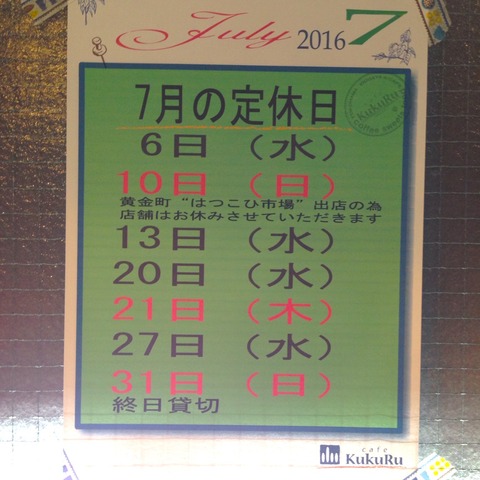 July 2016 7
KuKuRu
coffee sweets
7月の定休日
6日 （水）
10日 （日）
黄金町 “はつこひ市場” 出店の為
店舗はお休みさせていただきます
13日 （水）
20日 （水）
21日 （木）
27日 （水）
31日 （日）
終日貸切
cafe
KuKuRu